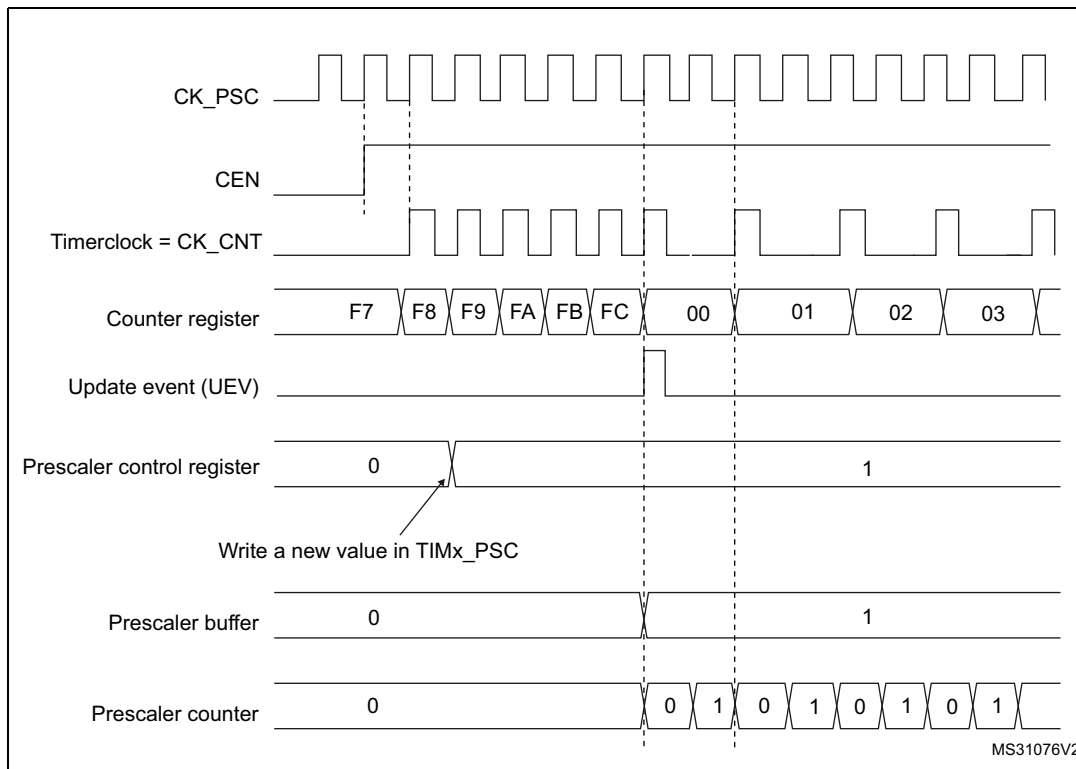 CK_PSC
CEN
Timerclock = CK_CNT
Counter register F7 F8 F9 FA FB FC 00 01 02 03
Update event (UEV)
Prescaler control register 0 1
Write a new value in TIMx_PSC
Prescaler buffer 0 1
Prescaler counter 0 0 1 0 1 0 1 0 1
MS31076V2